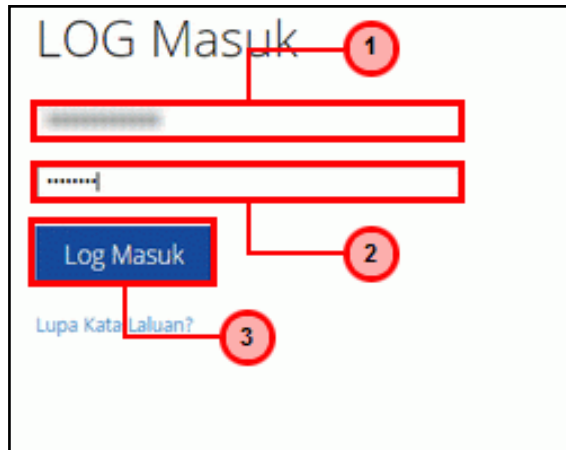 LOG Masuk
1
••••••••
2
Log Masuk
Lupa Kata Laluan?
3